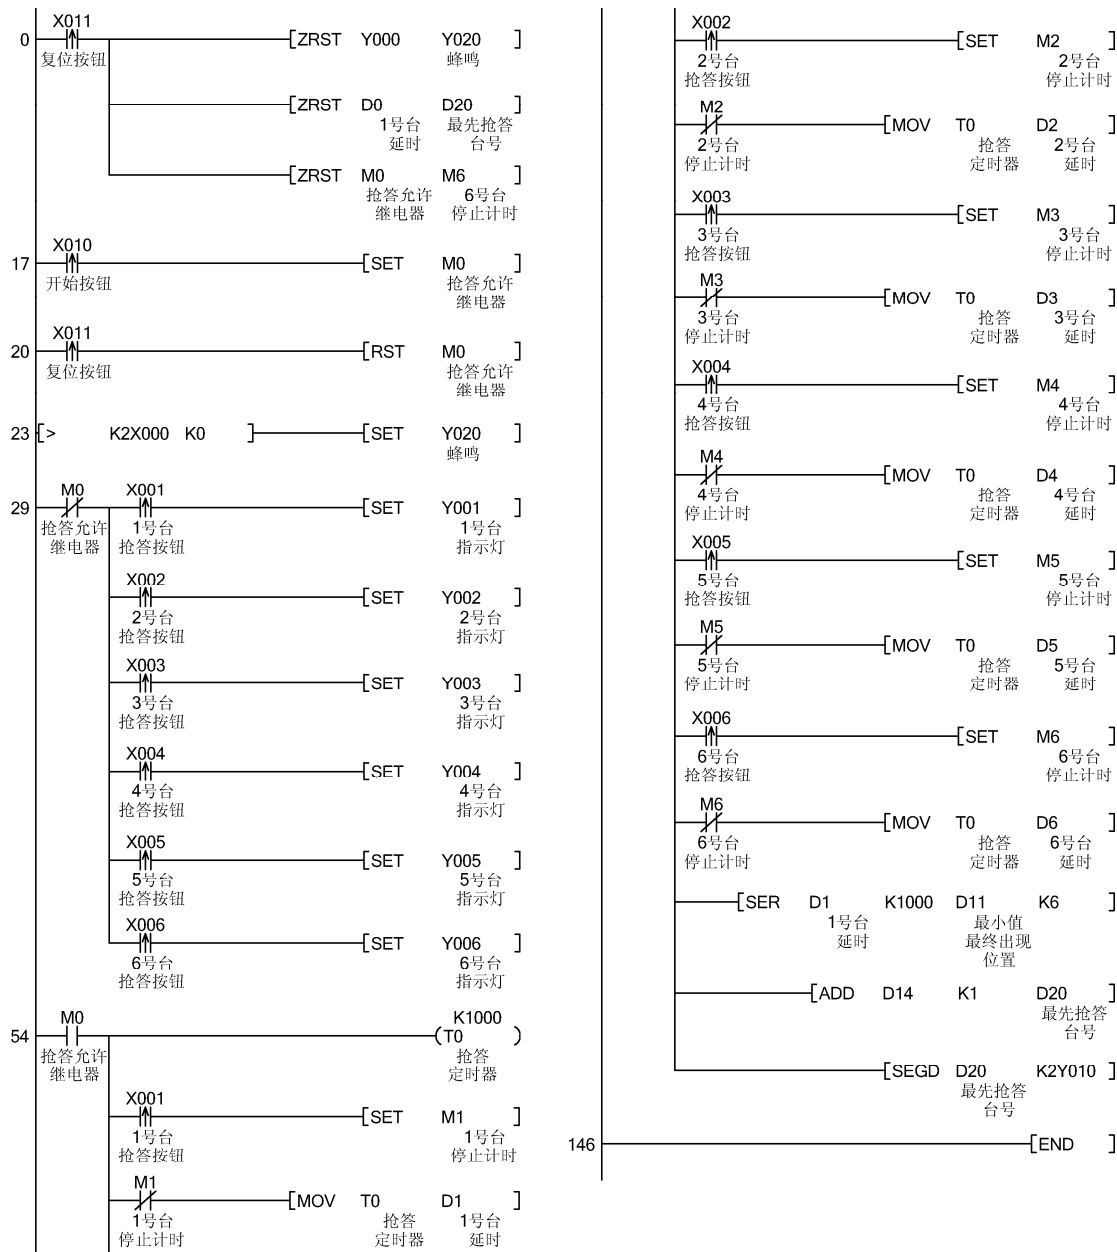 X011
0 [ZRST Y000 Y020 ]
复位按钮 蜂鸣
[ZRST D0 D20 ]
1号台 最先抢答
延时 台号
[ZRST M0 M6 ]
抢答允许 6号台
继电器 停止计时
X010
17 [SET M0 ]
开始按钮 抢答允许
继电器
X011
20 [RST M0 ]
复位按钮 抢答允许
继电器
23 [> K2X000 K0 ] [SET Y020 ]
蜂鸣
M0 X001
29 [SET Y001 ]
抢答允许 1号台 1号台
继电器 抢答按钮 指示灯
X002
[SET Y002 ]
2号台 2号台
抢答按钮 指示灯
X003
[SET Y003 ]
3号台 3号台
抢答按钮 指示灯
X004
[SET Y004 ]
4号台 4号台
抢答按钮 指示灯
X005
[SET Y005 ]
5号台 5号台
抢答按钮 指示灯
X006
[SET Y006 ]
6号台 6号台
抢答按钮 指示灯
M0 K1000
54 (T0 )
抢答允许 抢答
继电器 定时器
X001
[SET M1 ]
1号台 1号台
抢答按钮 停止计时
M1
[MOV T0 D1 ]
1号台 抢答 1号台
停止计时 定时器 延时
X002
[SET M2 ]
2号台 2号台
抢答按钮 停止计时
M2
[MOV T0 D2 ]
2号台 抢答 2号台
停止计时 定时器 延时
X003
[SET M3 ]
3号台 3号台
抢答按钮 停止计时
M3
[MOV T0 D3 ]
3号台 抢答 3号台
停止计时 定时器 延时
X004
[SET M4 ]
4号台 4号台
抢答按钮 停止计时
M4
[MOV T0 D4 ]
4号台 抢答 4号台
停止计时 定时器 延时
X005
[SET M5 ]
5号台 5号台
抢答按钮 停止计时
M5
[MOV T0 D5 ]
5号台 抢答 5号台
停止计时 定时器 延时
X006
[SET M6 ]
6号台 6号台
抢答按钮 停止计时
M6
[MOV T0 D6 ]
6号台 抢答 6号台
停止计时 定时器 延时
[SER D1 K1000 D11 K6 ]
1号台 最小值
延时 最终出现
位置
[ADD D14 K1 D20 ]
最先抢答
台号
[SEGD D20 K2Y010 ]
最先抢答
台号
146 [END ]